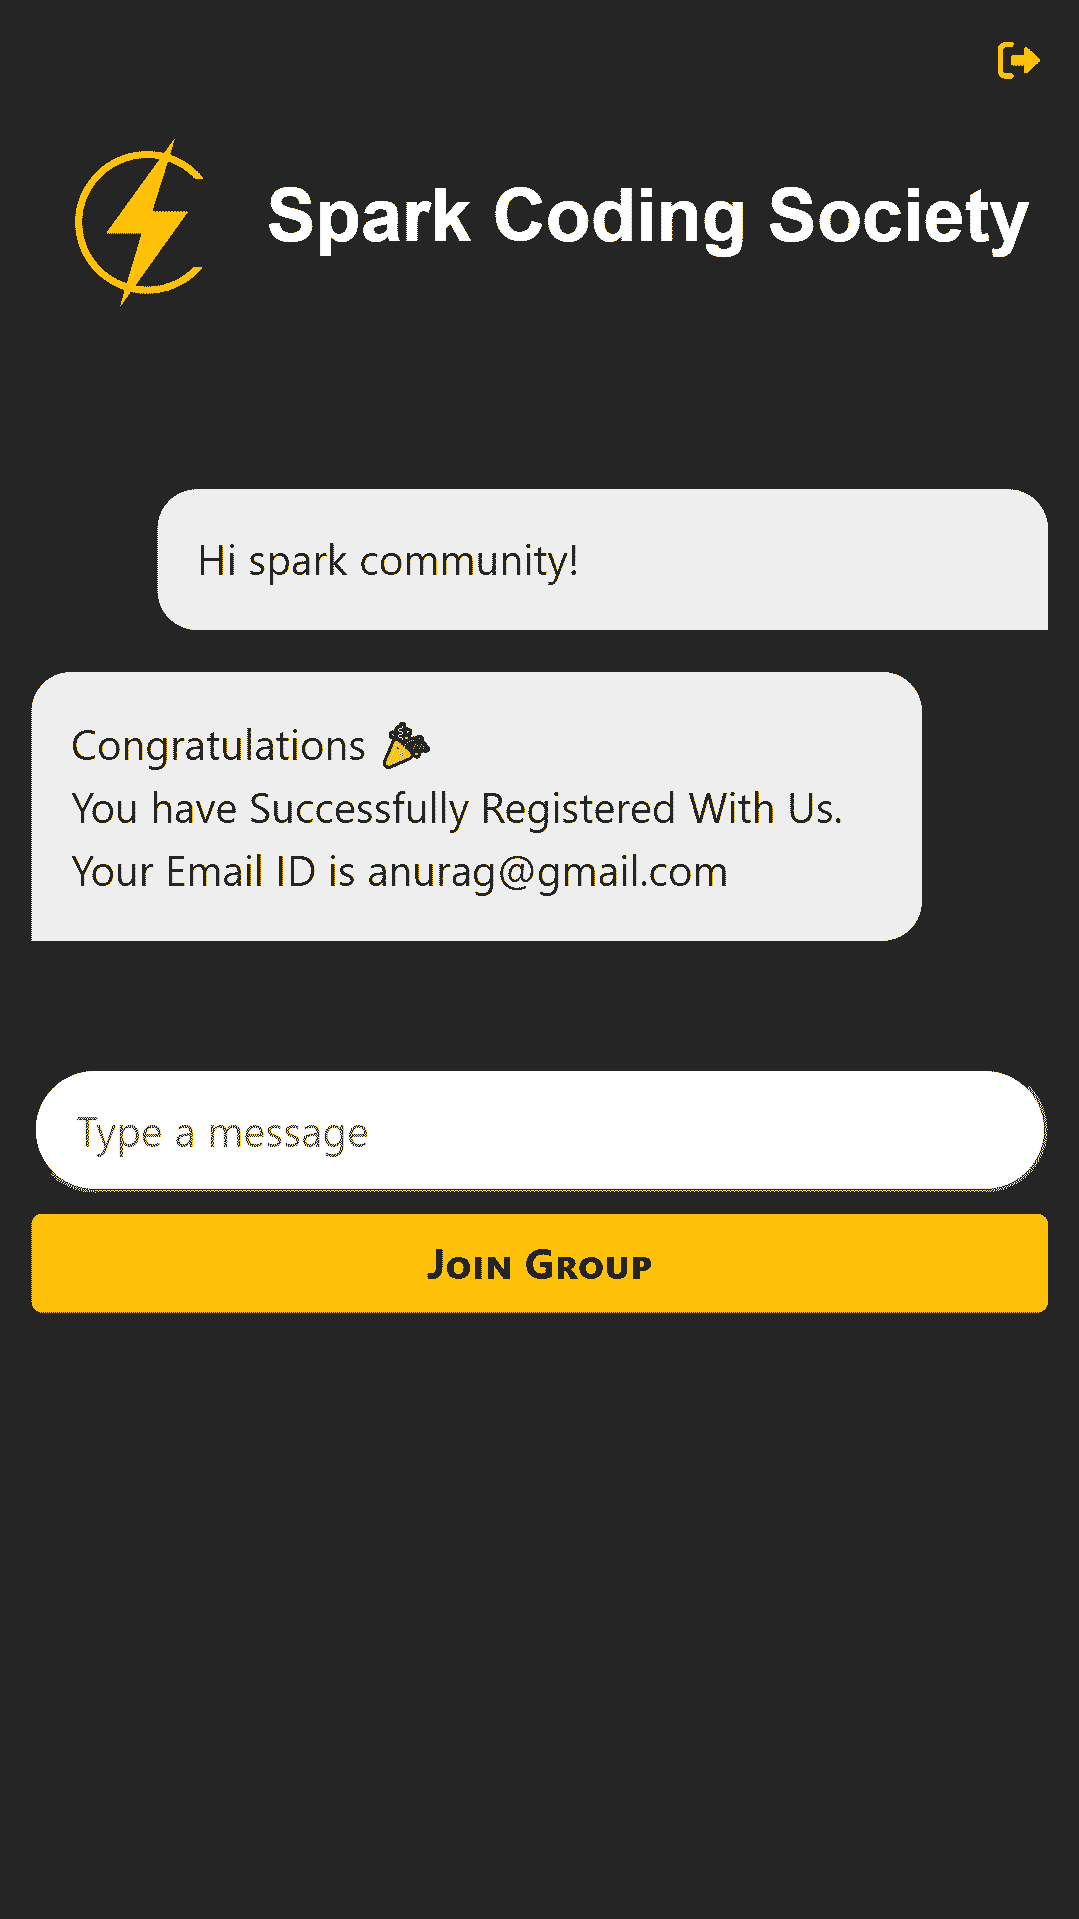 Spark Coding Society
Hi spark community!
Congratulations 🎉
You have Successfully Registered With Us.
Your Email ID is anurag@gmail.com
Type a message
Join Group